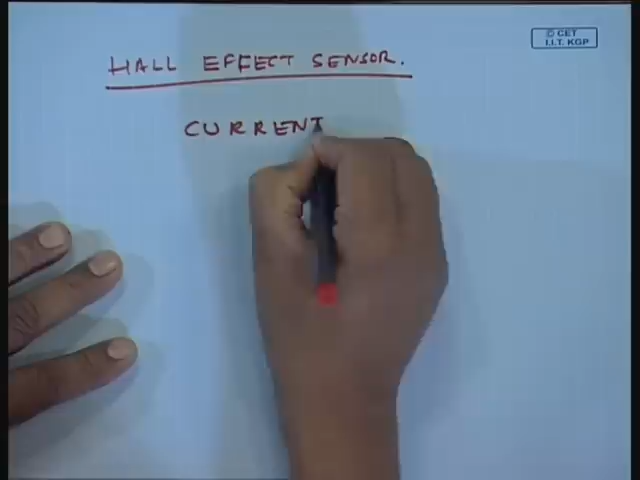 © CET
I.I.T. KGP
HALL EFFECT SENSOR.
CURRENT